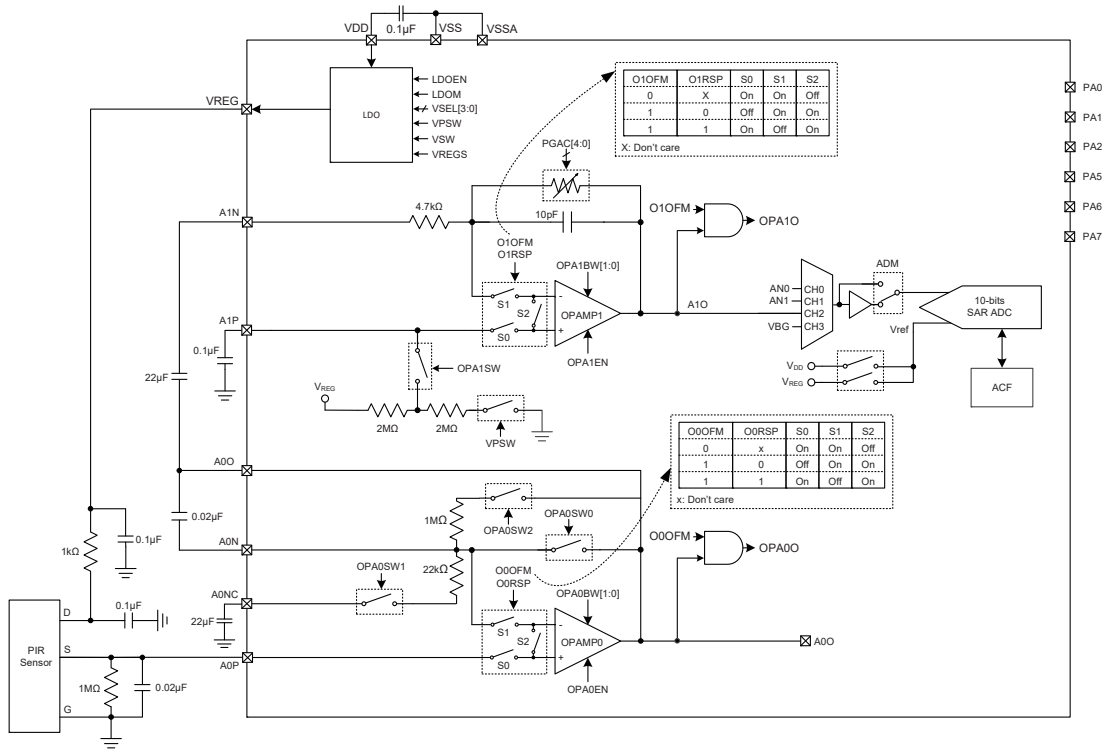 VDD
0.1µF
VSS
VSSA
VREG
LDO
LDOEN
LDOM
VSEL[3:0]
VPSW
VSW
VREGS
O1OFM O1RSP S0 S1 S2
0 X On On Off
1 0 Off On On
1 1 On Off On
X: Don't care
PA0
PA1
PA2
PA5
PA6
PA7
PGAC[4:0]
A1N
4.7kΩ
10pF
O1OFM
OPA1O
O1OFM
O1RSP
OPA1BW[1:0]
S1
S2
S0
-
+
OPAMP1
OPA1EN
A1P
0.1µF
22µF
OPA1SW
VREG
2MΩ
2MΩ
VPSW
A1O
AN0
AN1
VBG
CH0
CH1
CH2
CH3
ADM
10-bits
SAR ADC
Vref
VDD
VREG
ACF
O0OFM O0RSP S0 S1 S2
0 x On On Off
1 0 Off On On
1 1 On Off On
x: Don't care
A0O
0.02µF
1MΩ
OPA0SW2
OPA0SW0
A0N
22kΩ
OPA0SW1
A0NC
22µF
O0OFM
O0RSP
OPA0BW[1:0]
S1
S2
S0
-
+
OPAMP0
OPA0EN
O0OFM
OPA0O
A0O
A0P
1kΩ
0.1µF
0.1µF
PIR
Sensor
D
S
G
1MΩ
0.02µF